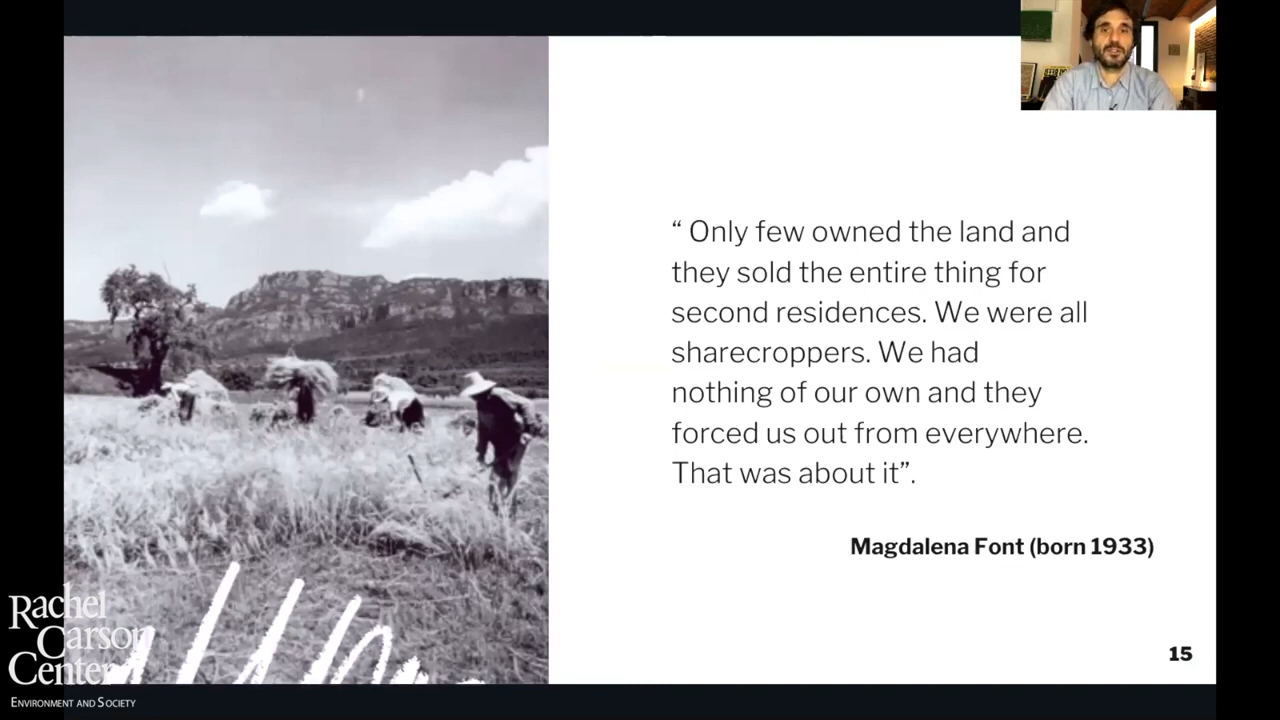 “ Only few owned the land and
they sold the entire thing for
second residences. We were all
sharecroppers. We had
nothing of our own and they
forced us out from everywhere.
That was about it”.
Magdalena Font (born 1933)
15
Rachel
Carson
Center
ENVIRONMENT AND SOCIETY